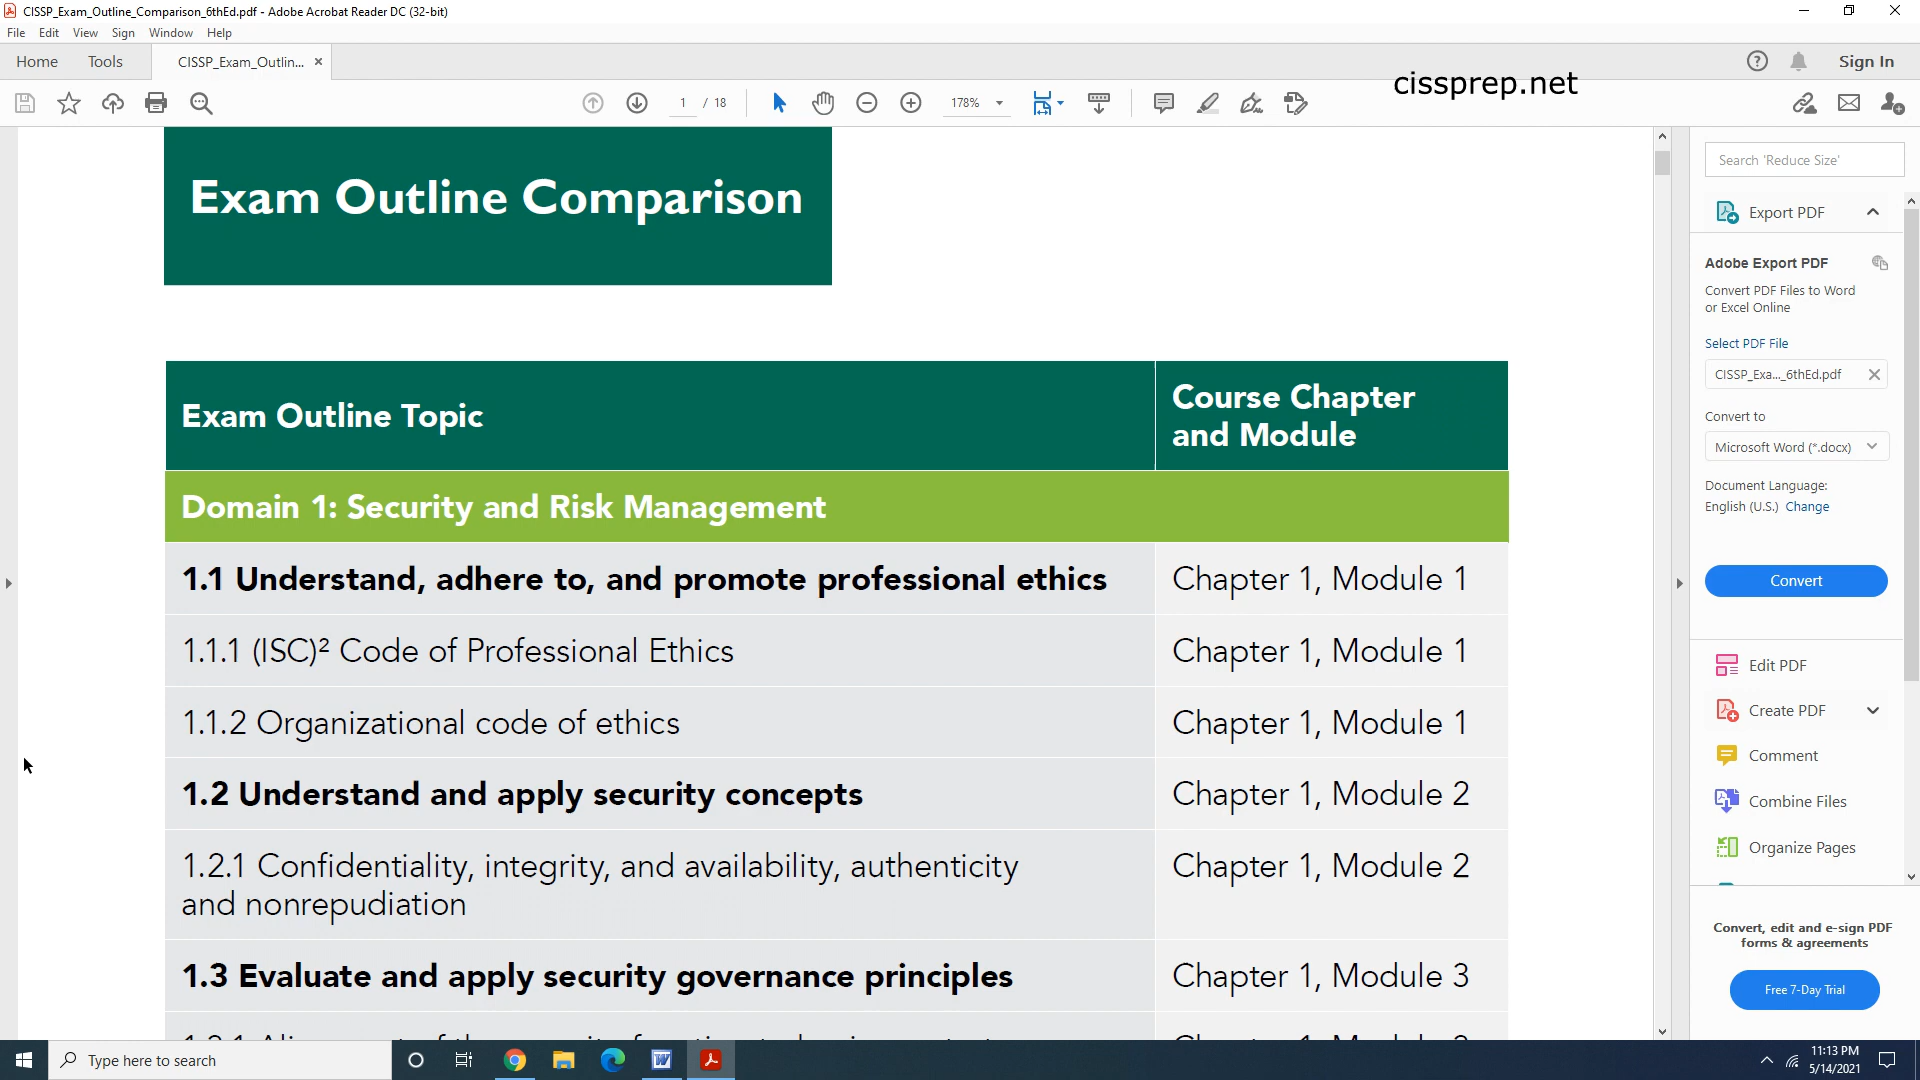 CISSP_Exam_Outline_Comparison_6thEd.pdf - Adobe Acrobat Reader DC (32-bit)
File Edit View Sign Window Help
Home Tools CISSP_Exam_Outlin... × Sign In
cissprep.net
1 / 18 178%
Search 'Reduce Size'
Exam Outline Comparison
Export PDF
Adobe Export PDF
Convert PDF Files to Word
or Excel Online
Select PDF File
CISSP_Exa..._6thEd.pdf
Convert to
Microsoft Word (*.docx)
Document Language:
English (U.S.) Change
Convert
Edit PDF
Create PDF
Comment
Combine Files
Organize Pages
Convert, edit and e-sign PDF
forms & agreements
Free 7-Day Trial
Exam Outline Topic
Course Chapter
and Module
Domain 1: Security and Risk Management
1.1 Understand, adhere to, and promote professional ethics Chapter 1, Module 1
1.1.1 (ISC)² Code of Professional Ethics Chapter 1, Module 1
1.1.2 Organizational code of ethics Chapter 1, Module 1
1.2 Understand and apply security concepts Chapter 1, Module 2
1.2.1 Confidentiality, integrity, and availability, authenticity Chapter 1, Module 2
and nonrepudiation
1.3 Evaluate and apply security governance principles Chapter 1, Module 3
Type here to search
11:13 PM
5/14/2021